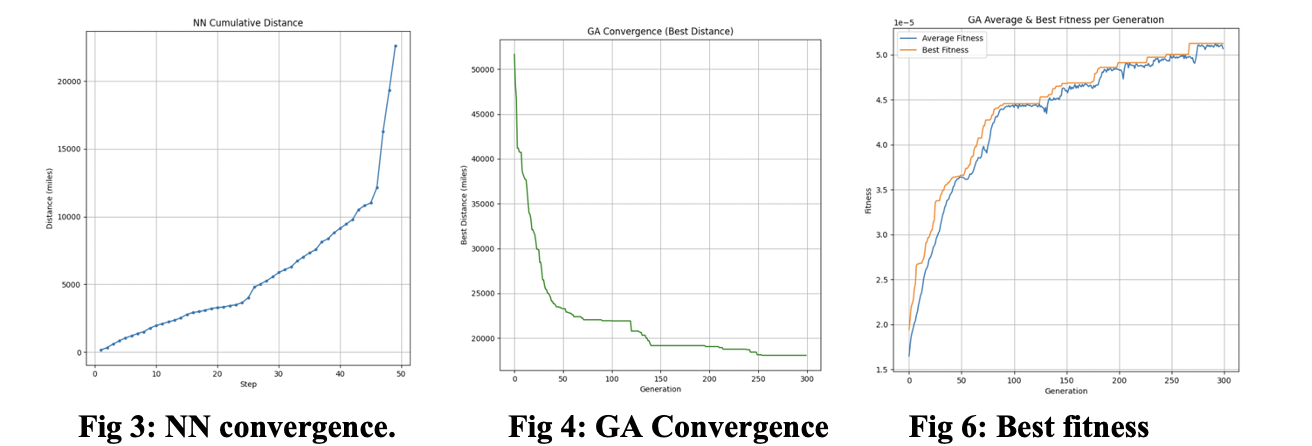 NN Cumulative Distance
Distance (miles)
20000
15000
10000
5000
0
0 10 20 30 40 50
Step
Fig 3: NN convergence.
GA Convergence (Best Distance)
Best Distance (miles)
50000
45000
40000
35000
30000
25000
20000
0 50 100 150 200 250 300
Generation
Fig 4: GA Convergence
GA Average & Best Fitness per Generation
1e−5
Average Fitness
Best Fitness
Fitness
5.0
4.5
4.0
3.5
3.0
2.5
2.0
1.5
0 50 100 150 200 250 300
Generation
Fig 6: Best fitness